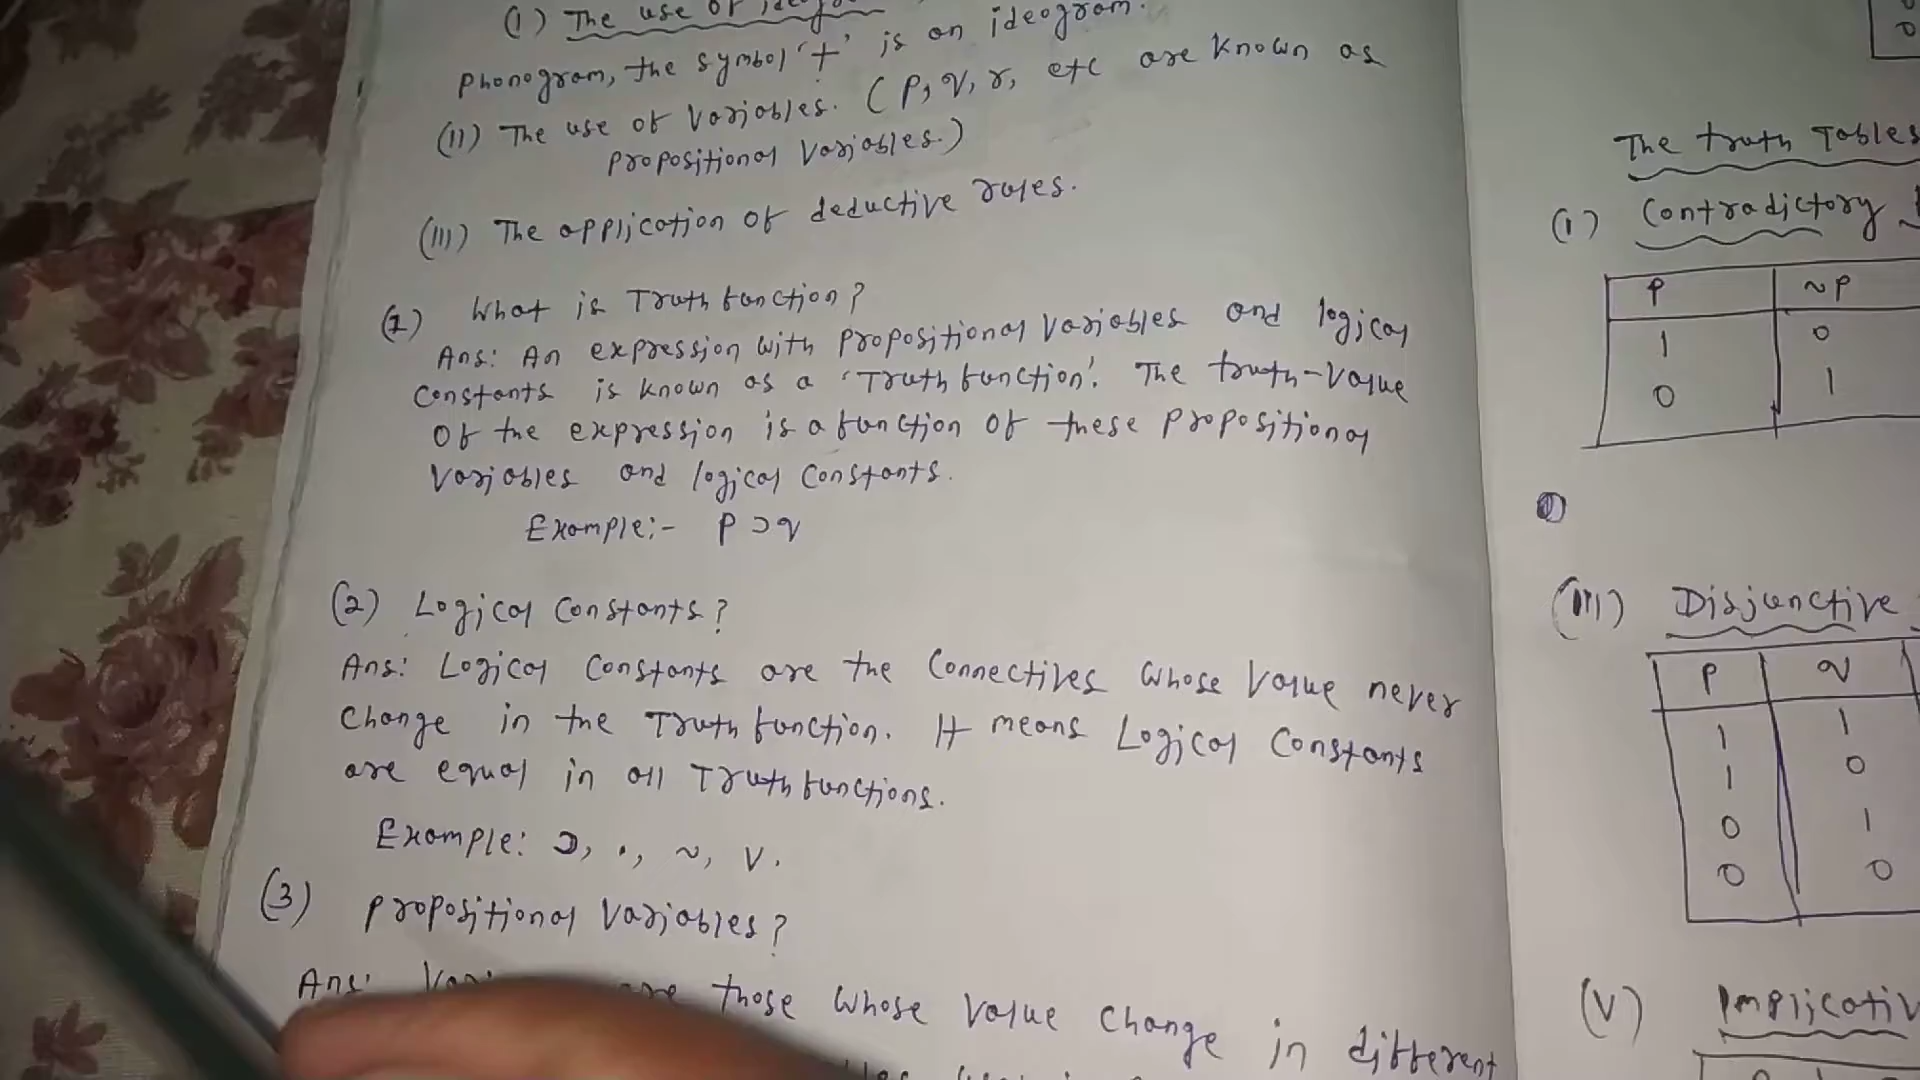 (I) The use of
phonogram, the symbol '+' is an ideogram.
(II) The use of variables. (p, q, r, etc are known as
propositional variables.)
(III) The application of deductive rules.
(1) What is Truth function?
Ans: An expression with propositional variables and logical
constants is known as a 'Truth function'. The truth-value
of the expression is a function of these propositional
variables and logical constants.
Example:- p ⊃ q
(2) Logical constants?
Ans: Logical constants are the connectives whose value never
change in the Truth function. It means Logical constants
are equal in all Truth functions.
Example: ⊃, ., ~, v.
(3) propositional variables?
Ans: are those whose value change in different
The truth Tables
(I) Contradictory
p ~p
1 0
0 1
(III) Disjunctive
p q
1 1
1 0
0 1
0 0
(V) Implicativ